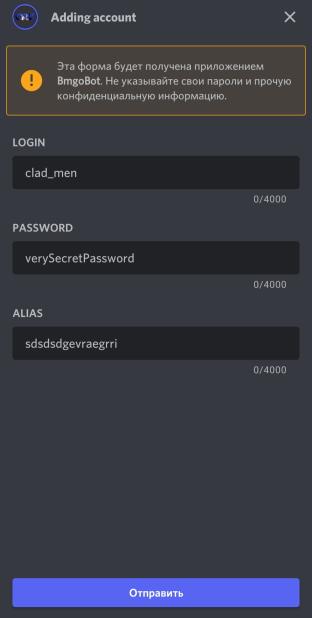 Adding account
Эта форма будет получена приложением
BmgoBot. Не указывайте свои пароли и прочую
конфиденциальную информацию.
LOGIN
clad_men
0/4000
PASSWORD
verySecretPassword
0/4000
ALIAS
sdsdsdgevraegrri
0/4000
Отправить